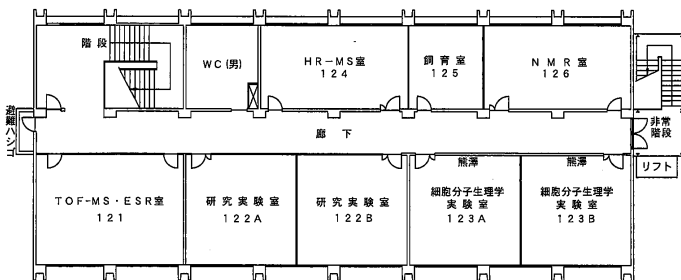 階段
WC(男)
HR-MS室
124
飼育室
125
NMR室
126
避難ハシゴ
廊下
非常
階段
リフト
TOF-MS・ESR室
121
研究実験室
122A
研究実験室
122B
熊澤
細胞分子生理学
実験室
123A
熊澤
細胞分子生理学
実験室
123B